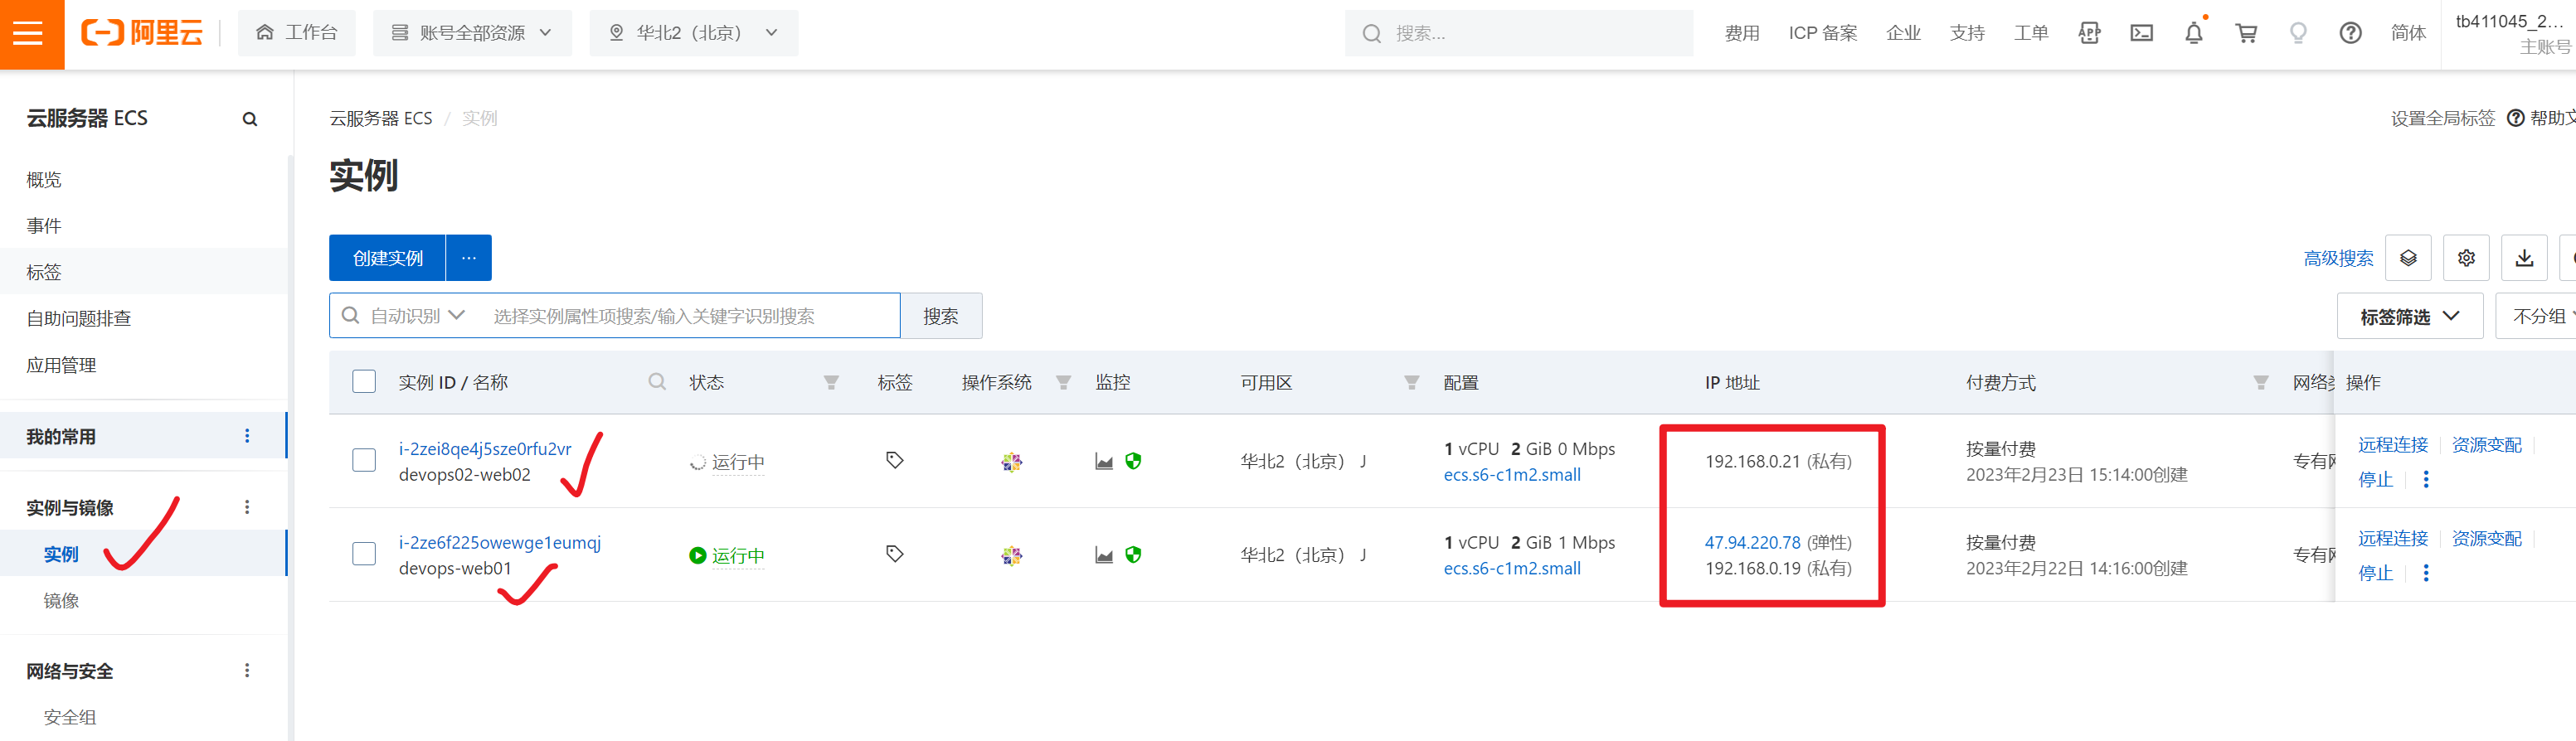 阿里云
工作台
账号全部资源
华北2（北京）
搜索...
费用
ICP 备案
企业
支持
工单
APP
简体
tb411045_2...
主账号
云服务器 ECS
概览
事件
标签
自助问题排查
应用管理
我的常用
实例与镜像
实例
镜像
网络与安全
安全组
云服务器 ECS / 实例
设置全局标签
帮助文
实例
创建实例
...
高级搜索
自动识别
选择实例属性项搜索/输入关键字识别搜索
搜索
标签筛选
不分组
实例 ID / 名称
状态
标签
操作系统
监控
可用区
配置
IP 地址
付费方式
网络类
操作
i-2zei8qe4j5sze0rfu2vr
devops02-web02
运行中
华北2（北京） J
1 vCPU 2 GiB 0 Mbps
ecs.s6-c1m2.small
192.168.0.21 (私有)
按量付费
2023年2月23日 15:14:00创建
专有网
远程连接
资源变配
停止
i-2ze6f225owewge1eumqj
devops-web01
运行中
华北2（北京） J
1 vCPU 2 GiB 1 Mbps
ecs.s6-c1m2.small
47.94.220.78 (弹性)
192.168.0.19 (私有)
按量付费
2023年2月22日 14:16:00创建
专有网
远程连接
资源变配
停止